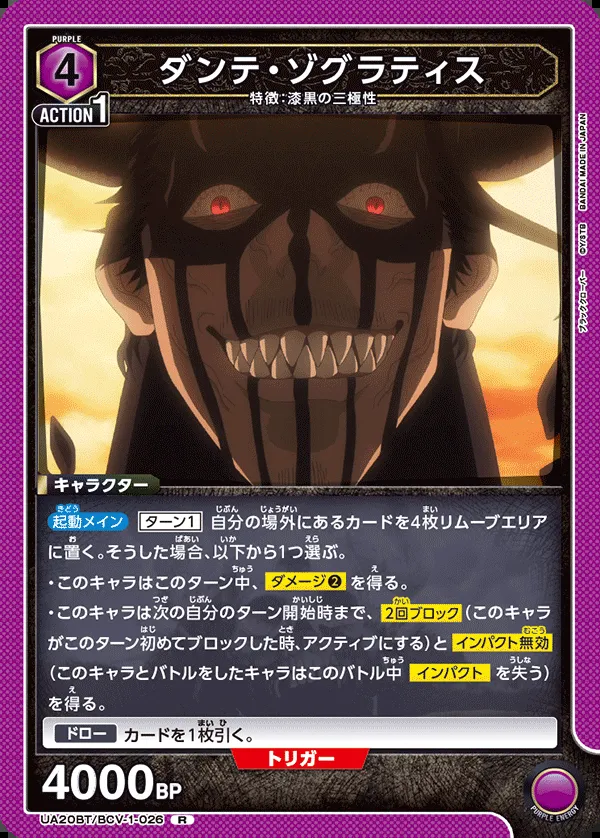 PURPLE
4
ダンテ・ゾグラティス
特徴:漆黒の三極性
ACTION 1
BANDAI MADE IN JAPAN
©Y/STB
ブラッククローバー
キャラクター
起動メイン ターン1 自分の場外にあるカードを4枚リムーブエリア
に置く。そうした場合、以下から1つ選ぶ。
・このキャラはこのターン中、ダメージ❷を得る。
・このキャラは次の自分のターン開始時まで、2回ブロック(このキャラ
がこのターン初めてブロックした時、アクティブにする)とインパクト無効
(このキャラとバトルをしたキャラはこのバトル中 インパクト を失う)
を得る。
ドロー カードを1枚引く。
トリガー
4000BP
PURPLE ENERGY
UA20BT/BCV-1-026 R